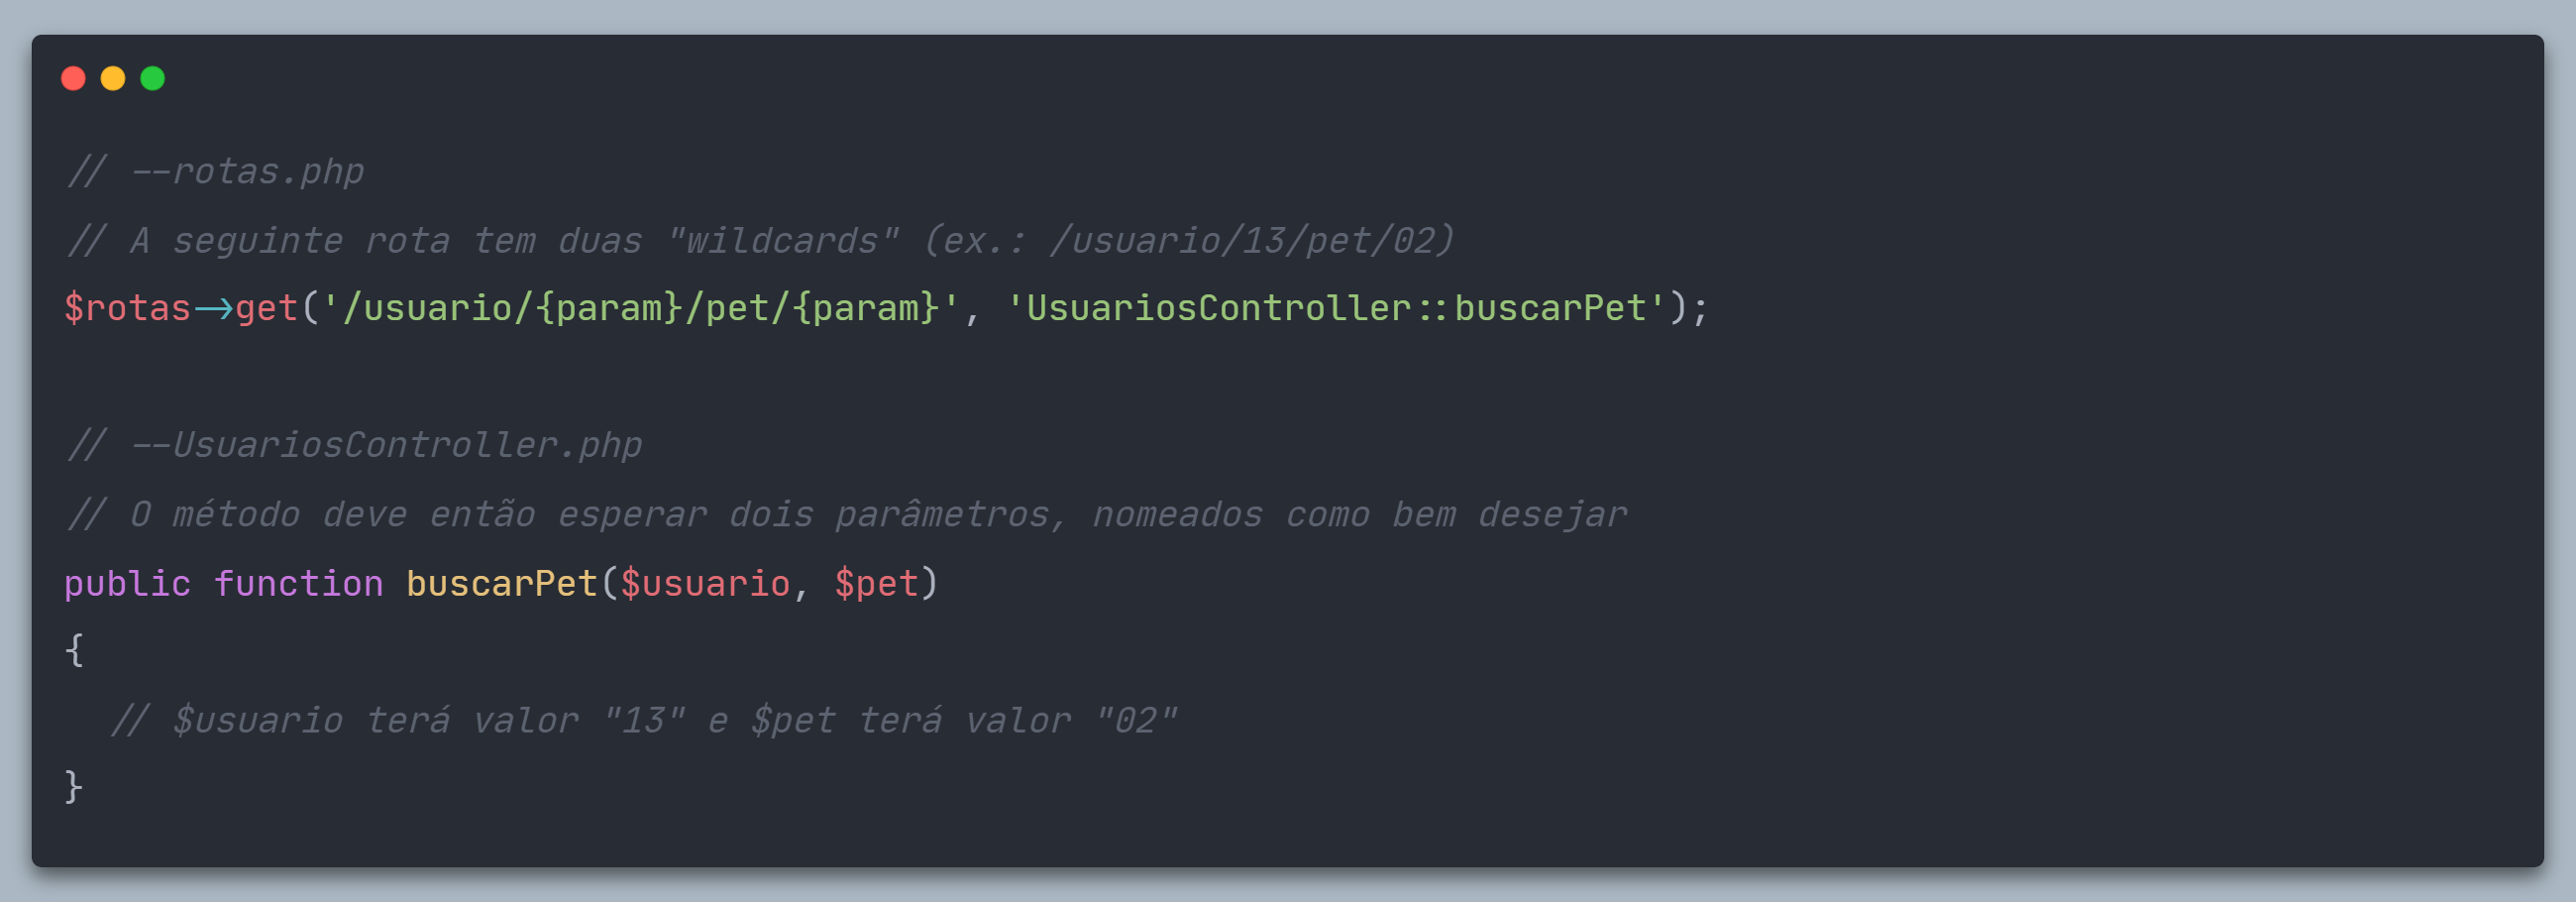 // --rotas.php
// A seguinte rota tem duas "wildcards" (ex.: /usuario/13/pet/02)
$rotas->get('/usuario/{param}/pet/{param}', 'UsuariosController::buscarPet');
// --UsuariosController.php
// O método deve então esperar dois parâmetros, nomeados como bem desejar
public function buscarPet($usuario, $pet)
{
// $usuario terá valor "13" e $pet terá valor "02"
}